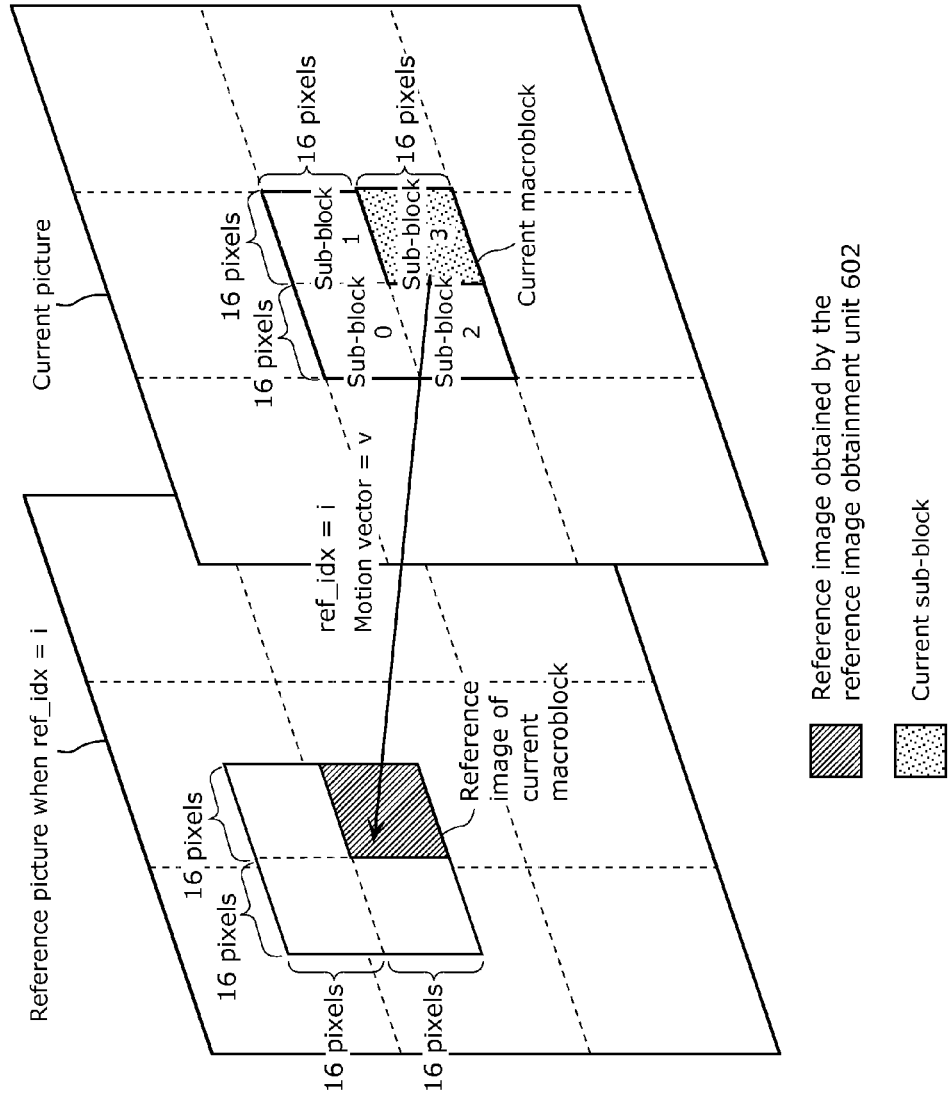 Reference picture when ref_idx = i
Current picture
16 pixels
16 pixels
16 pixels
16 pixels
Reference
image of
current
macroblock
ref_idx = i
Motion vector = v
16 pixels
16 pixels
16 pixels
16 pixels
Sub-block
0
Sub-block
1
Sub-block
2
Sub-block
3
Current macroblock
Reference image obtained by the
reference image obtainment unit 602
Current sub-block